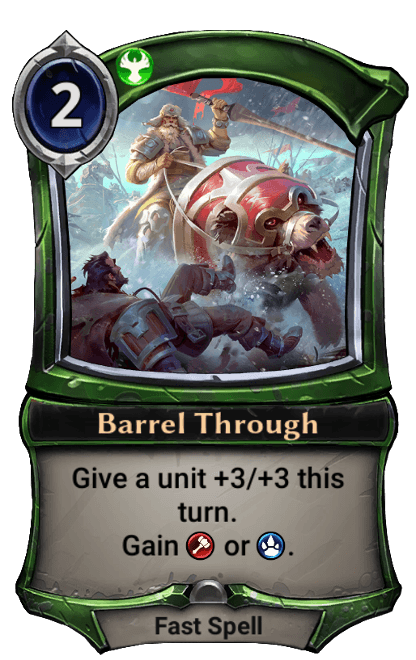 2
Barrel Through
Give a unit +3/+3 this
turn.
Gain or .
Fast Spell